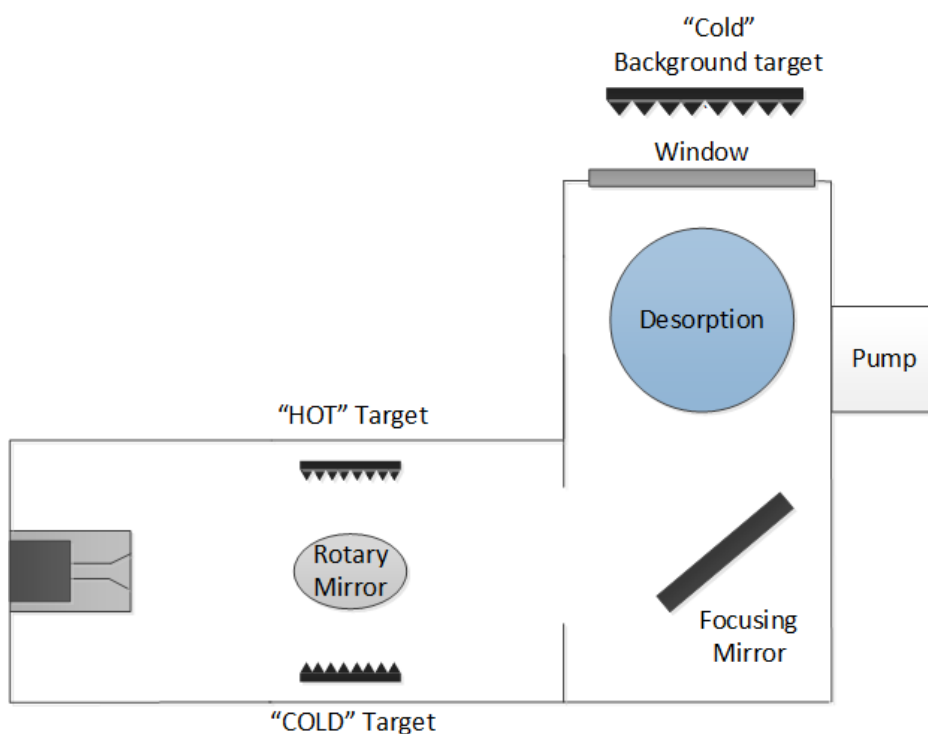 “Cold”
Background target
Window
Desorption
Pump
“HOT” Target
Rotary
Mirror
Focusing
Mirror
“COLD” Target